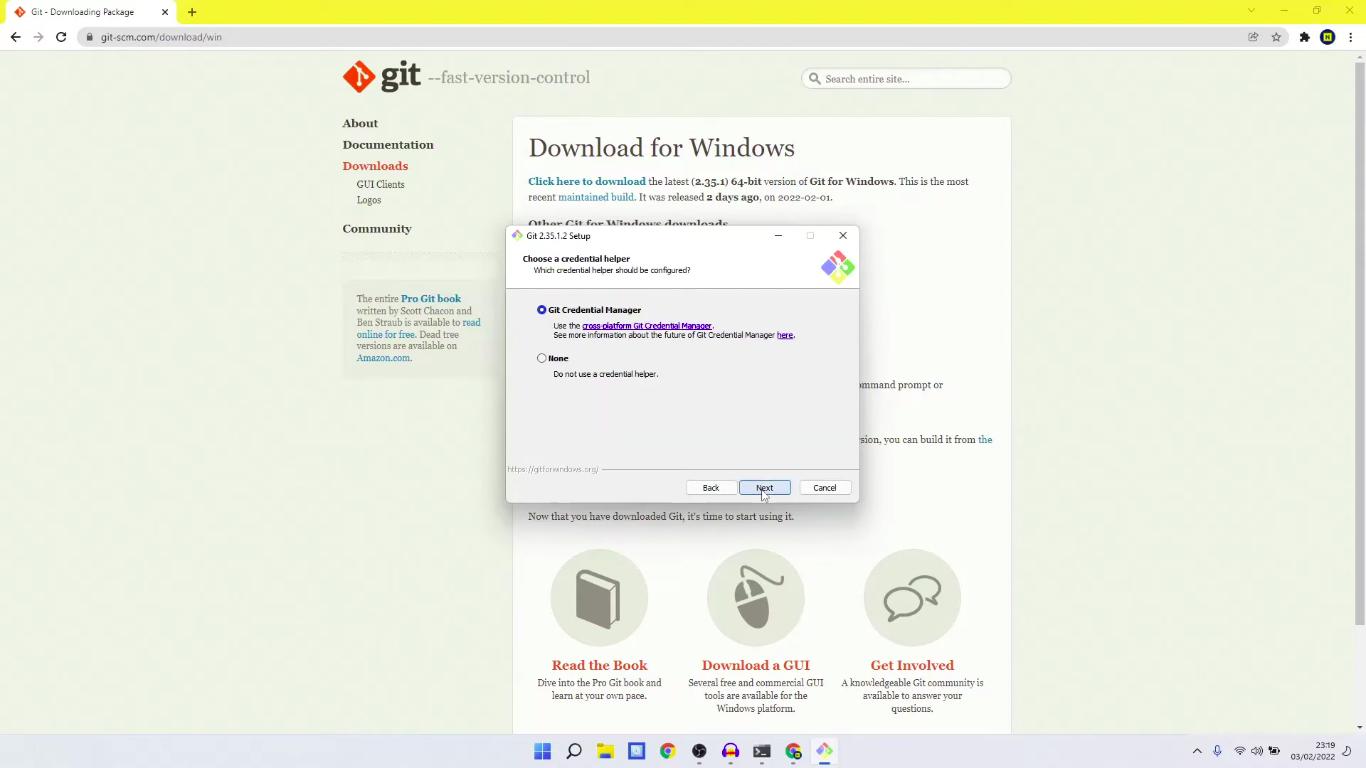 Git - Downloading Package
git-scm.com/download/win
git --fast-version-control
Search entire site...
About
Documentation
Downloads
GUI Clients
Logos
Community
The entire Pro Git book
written by Scott Chacon and
Ben Straub is available to read
online for free. Dead tree
versions are available on
Amazon.com.
Download for Windows
Click here to download the latest (2.35.1) 64-bit version of Git for Windows. This is the most
recent maintained build. It was released 2 days ago, on 2022-02-01.
Other Git for Windows downloads
Git 2.35.1.2 Setup
Choose a credential helper
Which credential helper should be configured?
Git Credential Manager
Use the cross-platform Git Credential Manager.
See more information about the future of Git Credential Manager here.
None
Do not use a credential helper.
https://gitforwindows.org/
Back
Next
Cancel
command prompt or
version, you can build it from the
Now that you have downloaded Git, it's time to start using it.
Read the Book
Dive into the Pro Git book and
learn at your own pace.
Download a GUI
Several free and commercial GUI
tools are available for the
Windows platform.
Get Involved
A knowledgeable Git community is
available to answer your
questions.
23:19
03/02/2022